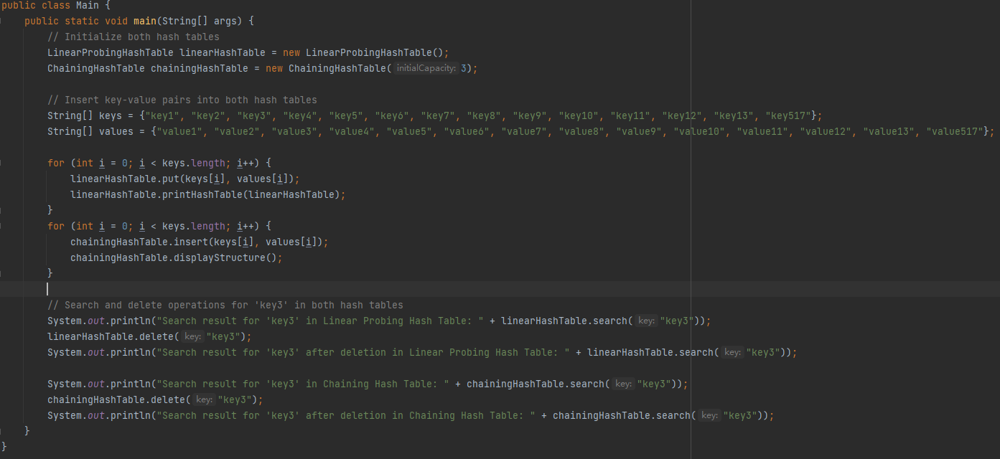 public class Main {
    public static void main(String[] args) {
        // Initialize both hash tables
        LinearProbingHashTable linearHashTable = new LinearProbingHashTable();
        ChainingHashTable chainingHashTable = new ChainingHashTable( initialCapacity: 3);

        // Insert key-value pairs into both hash tables
        String[] keys = {"key1", "key2", "key3", "key4", "key5", "key6", "key7", "key8", "key9", "key10", "key11", "key12", "key13", "key517"};
        String[] values = {"value1", "value2", "value3", "value4", "value5", "value6", "value7", "value8", "value9", "value10", "value11", "value12", "value13", "value517"};

        for (int i = 0; i < keys.length; i++) {
            linearHashTable.put(keys[i], values[i]);
            linearHashTable.printHashTable(linearHashTable);
        }
        for (int i = 0; i < keys.length; i++) {
            chainingHashTable.insert(keys[i], values[i]);
            chainingHashTable.displayStructure();
        }

        // Search and delete operations for 'key3' in both hash tables
        System.out.println("Search result for 'key3' in Linear Probing Hash Table: " + linearHashTable.search( key: "key3"));
        linearHashTable.delete( key: "key3");
        System.out.println("Search result for 'key3' after deletion in Linear Probing Hash Table: " + linearHashTable.search( key: "key3"));

        System.out.println("Search result for 'key3' in Chaining Hash Table: " + chainingHashTable.search( key: "key3"));
        chainingHashTable.delete( key: "key3");
        System.out.println("Search result for 'key3' after deletion in Chaining Hash Table: " + chainingHashTable.search( key: "key3"));
    }
}